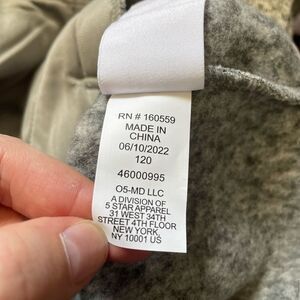 RN # 160559
MADE IN
CHINA
06/10/2022
120
46000995
O5-MD LLC
A DIVISION OF
5 STAR APPAREL
31 WEST 34TH
STREET 4TH FLOOR
NEW YORK
NY 10001 US